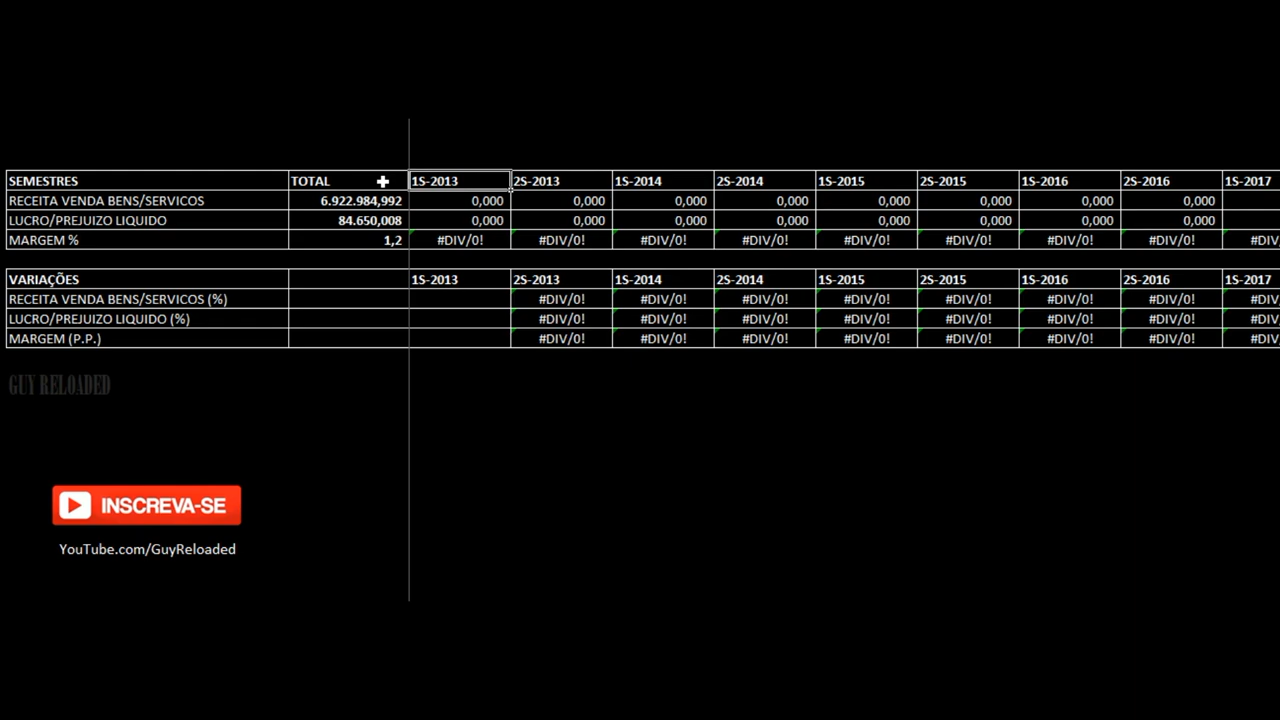 SEMESTRES TOTAL 1S-2013 2S-2013 1S-2014 2S-2014 1S-2015 2S-2015 1S-2016 2S-2016 1S-2017
RECEITA VENDA BENS/SERVICOS 6.922.984,992 0,000 0,000 0,000 0,000 0,000 0,000 0,000 0,000
LUCRO/PREJUIZO LIQUIDO 84.650,008 0,000 0,000 0,000 0,000 0,000 0,000 0,000 0,000
MARGEM % 1,2 #DIV/0! #DIV/0! #DIV/0! #DIV/0! #DIV/0! #DIV/0! #DIV/0! #DIV/0! #DIV/
VARIAÇÕES 1S-2013 2S-2013 1S-2014 2S-2014 1S-2015 2S-2015 1S-2016 2S-2016 1S-2017
RECEITA VENDA BENS/SERVICOS (%) #DIV/0! #DIV/0! #DIV/0! #DIV/0! #DIV/0! #DIV/0! #DIV/0! #DIV/
LUCRO/PREJUIZO LIQUIDO (%) #DIV/0! #DIV/0! #DIV/0! #DIV/0! #DIV/0! #DIV/0! #DIV/0! #DIV/
MARGEM (P.P.) #DIV/0! #DIV/0! #DIV/0! #DIV/0! #DIV/0! #DIV/0! #DIV/0! #DIV/
GUY RELOADED
INSCREVA-SE
YouTube.com/GuyReloaded